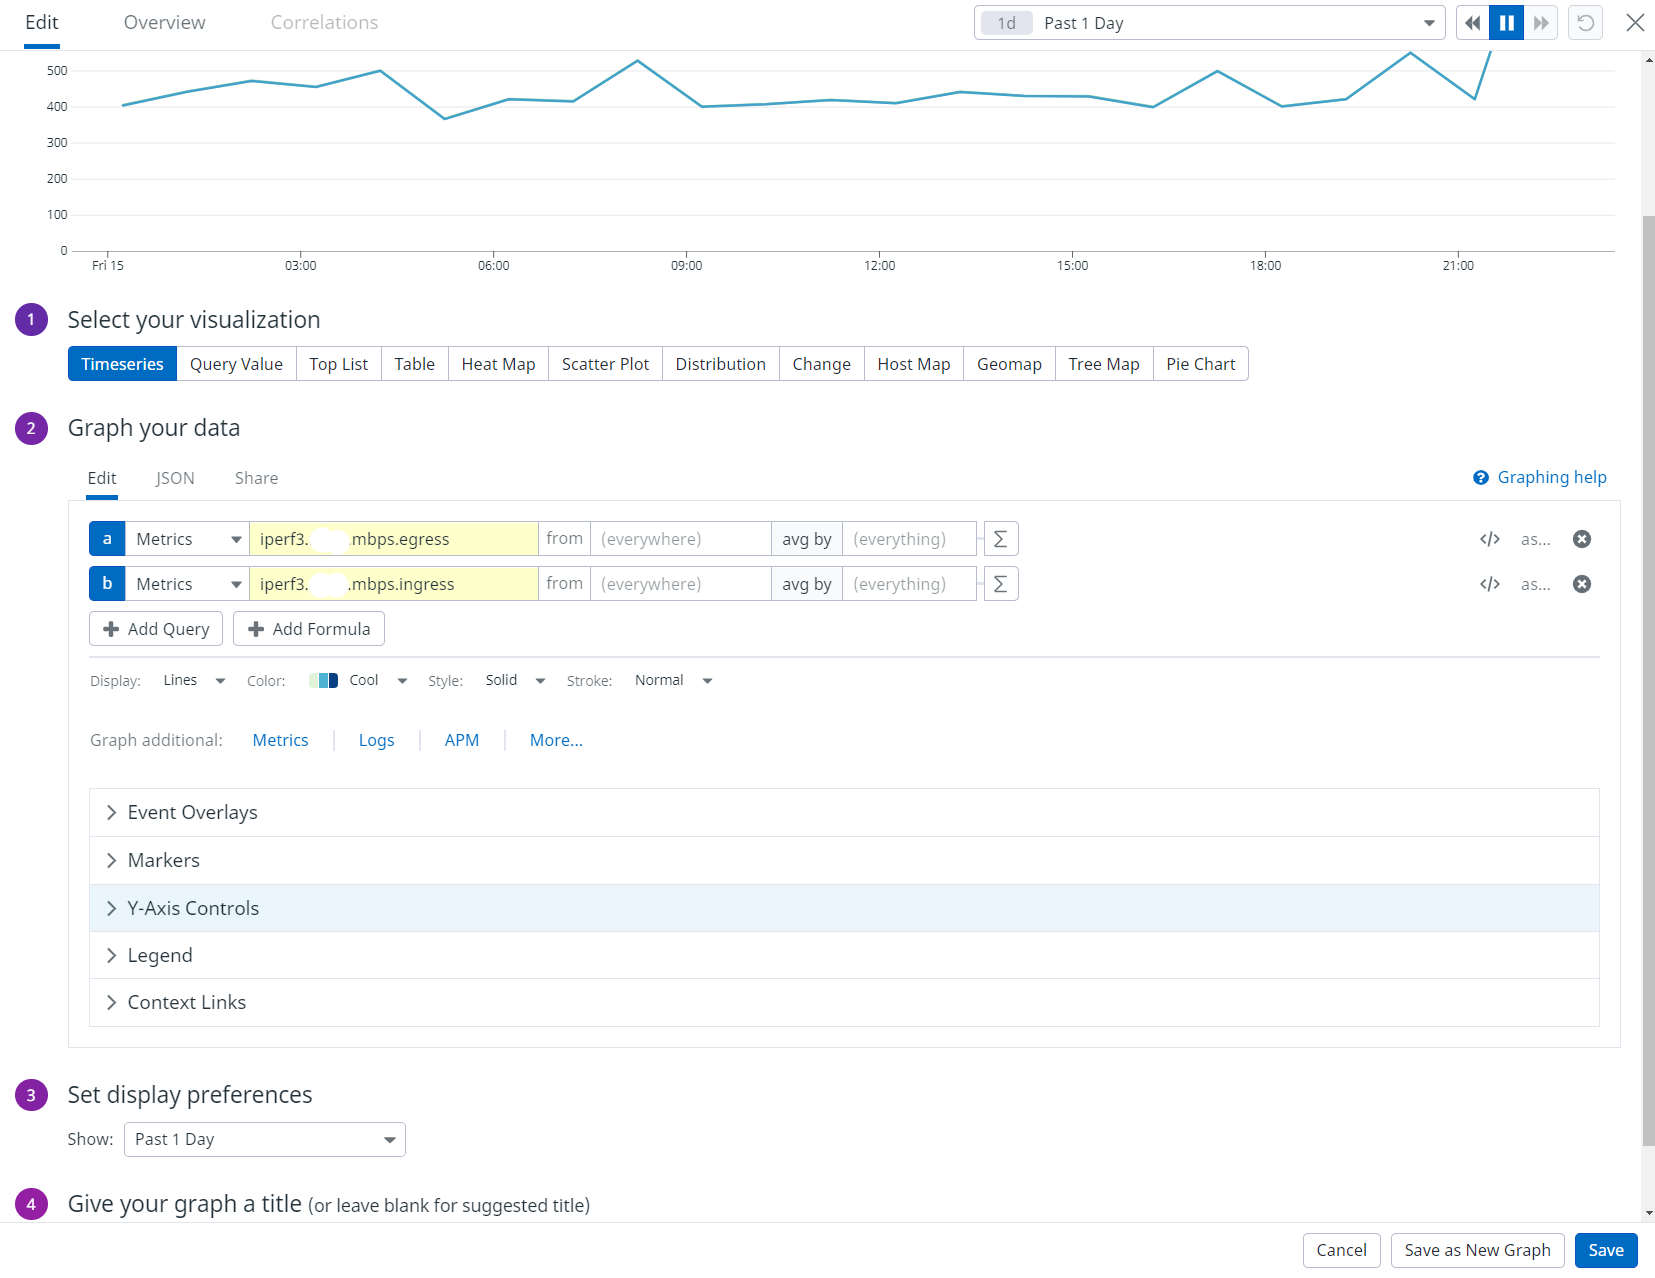 Edit Overview Correlations 1d Past 1 Day
500
400
300
200
100
0
Fri 15 03:00 06:00 09:00 12:00 15:00 18:00 21:00
1 Select your visualization
Timeseries Query Value Top List Table Heat Map Scatter Plot Distribution Change Host Map Geomap Tree Map Pie Chart
2 Graph your data
Edit JSON Share ? Graphing help
a Metrics iperf3. .mbps.egress from (everywhere) avg by (everything) Σ </> as...
b Metrics iperf3. .mbps.ingress from (everywhere) avg by (everything) Σ </> as...
Add Query Add Formula
Display: Lines Color: Cool Style: Solid Stroke: Normal
Graph additional: Metrics Logs APM More...
Event Overlays
Markers
Y-Axis Controls
Legend
Context Links
3 Set display preferences
Show: Past 1 Day
4 Give your graph a title (or leave blank for suggested title)
Cancel Save as New Graph Save